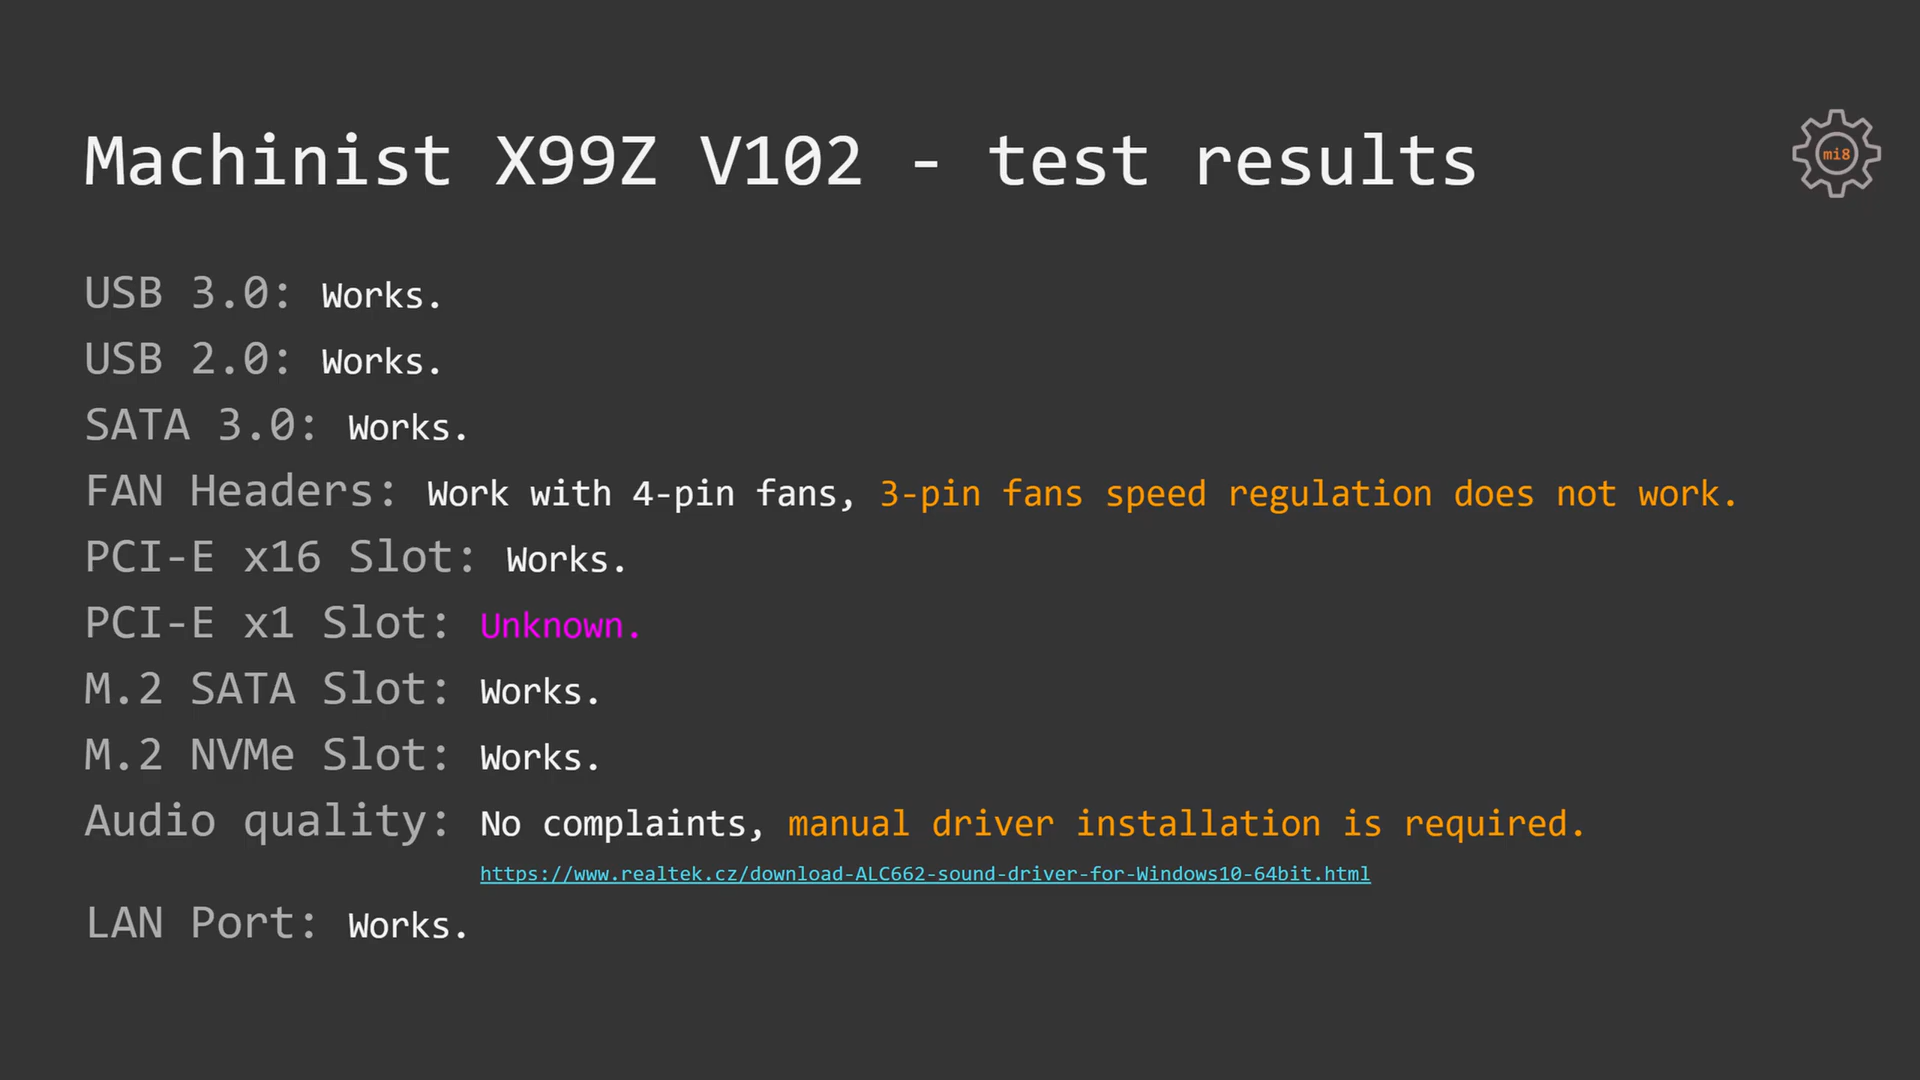 Machinist X99Z V102 - test results
mi8
USB 3.0: Works.
USB 2.0: Works.
SATA 3.0: Works.
FAN Headers: Work with 4-pin fans, 3-pin fans speed regulation does not work.
PCI-E x16 Slot: Works.
PCI-E x1 Slot: Unknown.
M.2 SATA Slot: Works.
M.2 NVMe Slot: Works.
Audio quality: No complaints, manual driver installation is required.
https://www.realtek.cz/download-ALC662-sound-driver-for-Windows10-64bit.html
LAN Port: Works.